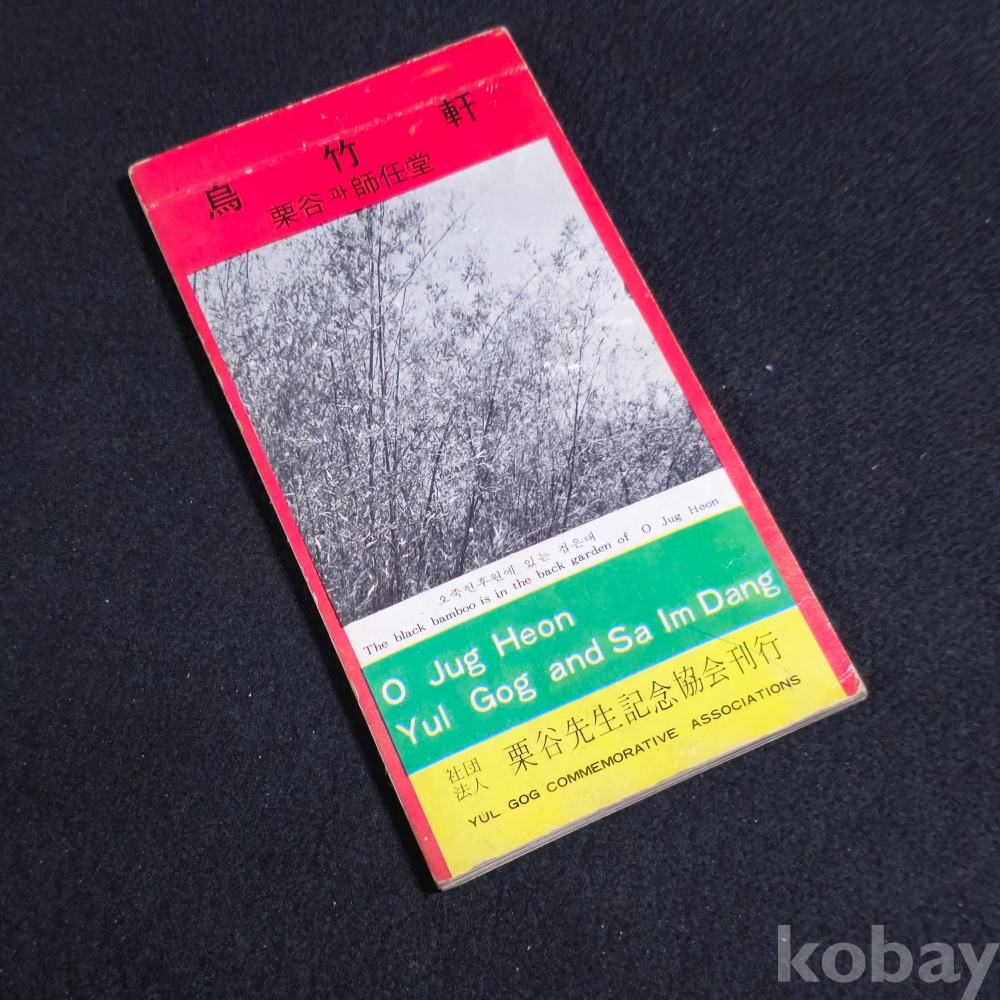 烏竹軒
栗谷과 師任堂
오죽헌후원에 있는 검은대
The black bamboo is in the back garden of O Jug Heon
O Jug Heon
Yul Gog and Sa Im Dang
社団法人 栗谷先生記念協会刊行
YUL GOG COMMEMORATIVE ASSOCIATIONS
kobay